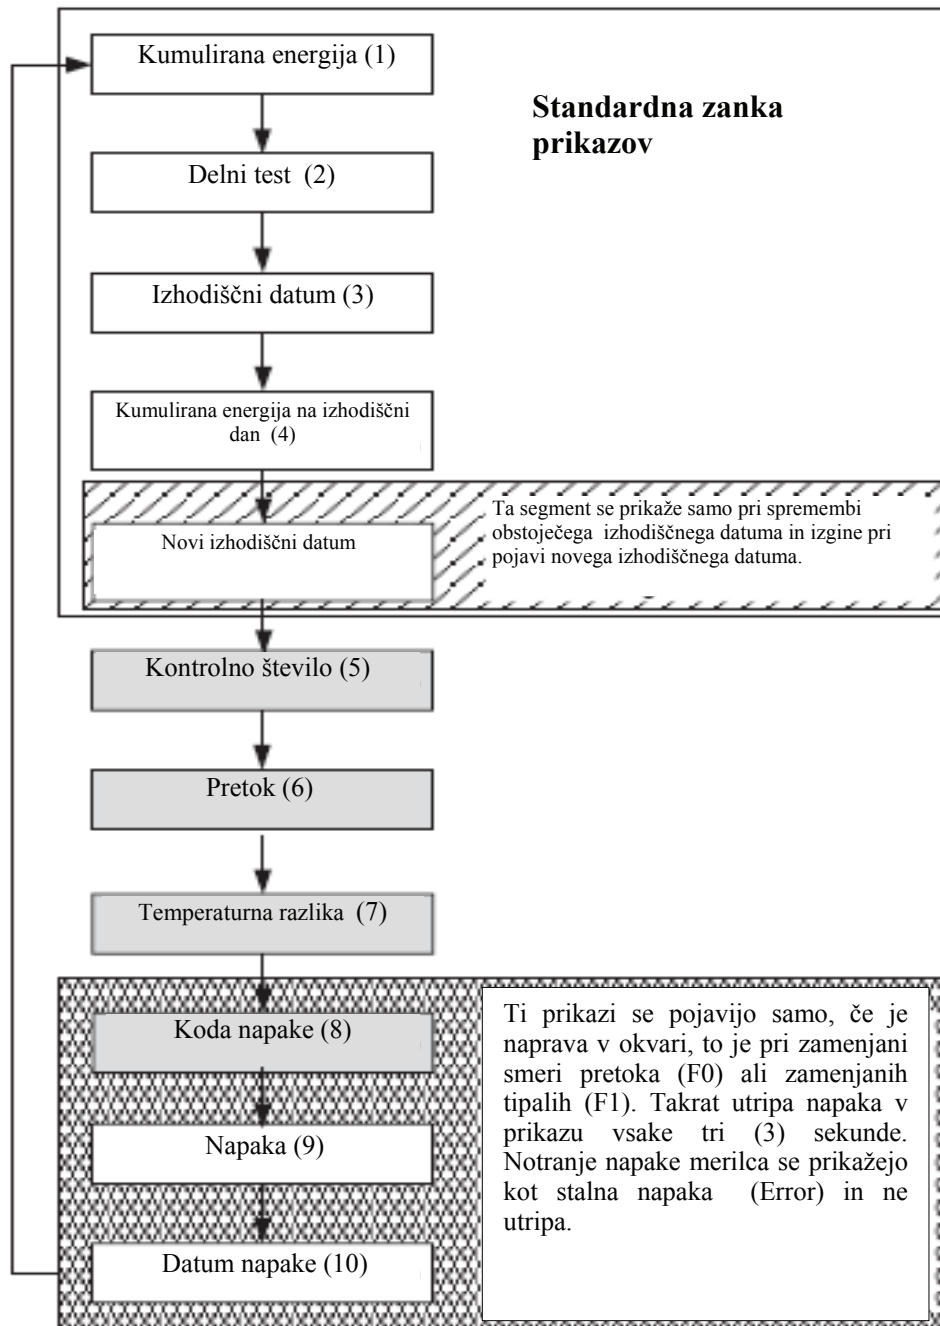 Kumulirana energija (1)
Standardna zanka
prikazov
Delni test (2)
Izhodiščni datum (3)
Kumulirana energija na izhodiščni
dan (4)
Ta segment se prikaže samo pri spremembi
obstoječega izhodiščnega datuma in izgine pri
pojavi novega izhodiščnega datuma.
Novi izhodiščni datum
Kontrolno število (5)
Pretok (6)
Temperaturna razlika (7)
Koda napake (8)
Napaka (9)
Datum napake (10)
Ti prikazi se pojavijo samo, če je
naprava v okvari, to je pri zamenjani
smeri pretoka (F0) ali zamenjanih
tipalih (F1). Takrat utripa napaka v
prikazu vsake tri (3) sekunde.
Notranje napake merilca se prikažejo
kot stalna napaka (Error) in ne
utripa.